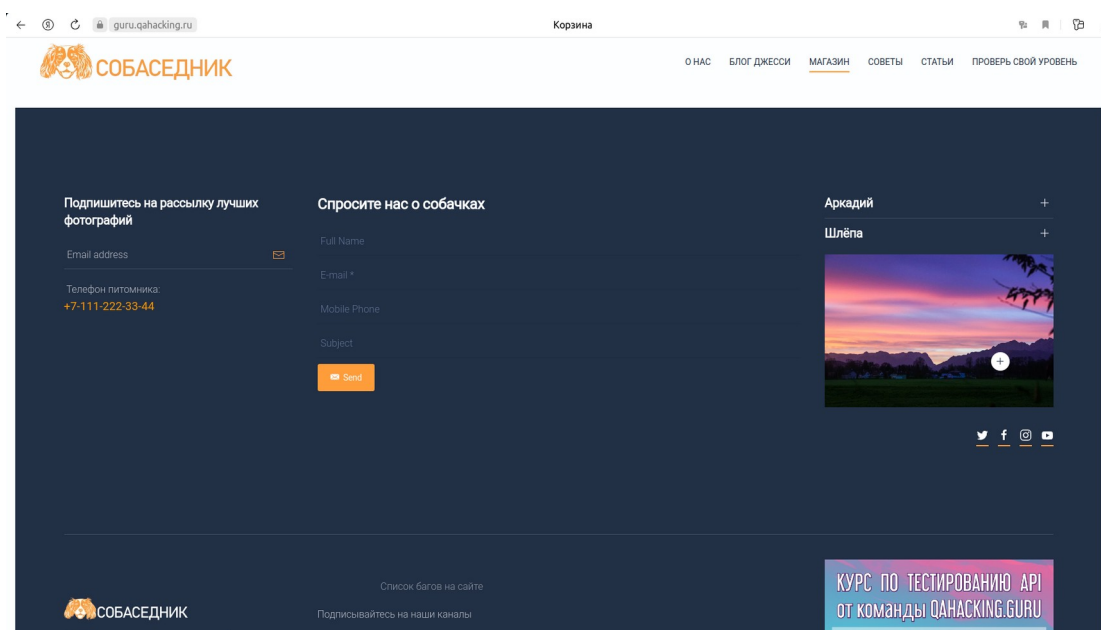 guru.qahacking.ru
Корзина
СОБАСЕДНИК
О НАС БЛОГ ДЖЕССИ МАГАЗИН СОВЕТЫ СТАТЬИ ПРОВЕРЬ СВОЙ УРОВЕНЬ
Подпишитесь на рассылку лучших
фотографий
Email address
Телефон питомника:
+7-111-222-33-44
Спросите нас о собачках
Full Name
E-mail *
Mobile Phone
Subject
Send
Аркадий +
Шлёпа +
СОБАСЕДНИК
Список багов на сайте
Подписывайтесь на наши каналы
КУРС ПО ТЕСТИРОВАНИЮ API
ОТ КОМАНДЫ QAHACKING.GURU